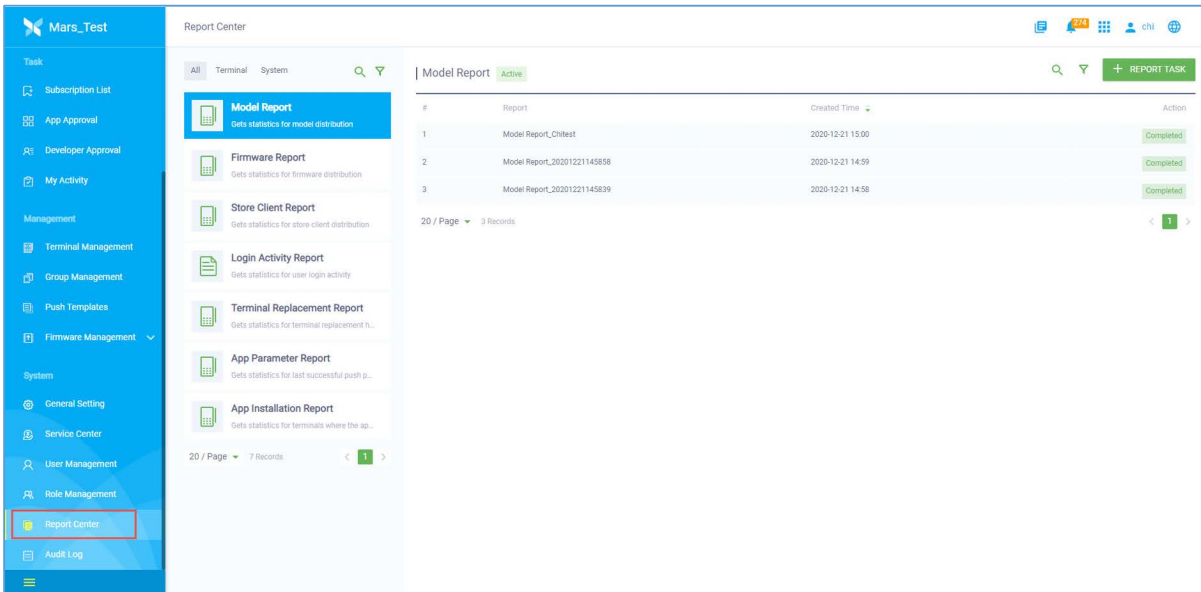 Mars_Test
Report Center
274
chi
Task
Subscription List
App Approval
Developer Approval
My Activity
Management
Terminal Management
Group Management
Push Templates
Firmware Management
System
General Setting
Service Center
User Management
Role Management
Report Center
Audit Log
All Terminal System
Model Report
Gets statistics for model distribution
Firmware Report
Gets statistics for firmware distribution
Store Client Report
Gets statistics for store client distribution
Login Activity Report
Gets statistics for user login activity
Terminal Replacement Report
Gets statistics for terminal replacement h...
App Parameter Report
Gets statistics for last successful push p...
App Installation Report
Gets statistics for terminals where the ap...
20 / Page 7 Records < 1 >
Model Report Active
+ REPORT TASK
# Report Created Time Action
1 Model Report_Chitest 2020-12-21 15:00 Completed
2 Model Report_20201221145858 2020-12-21 14:59 Completed
3 Model Report_20201221145839 2020-12-21 14:58 Completed
20 / Page 3 Records < 1 >